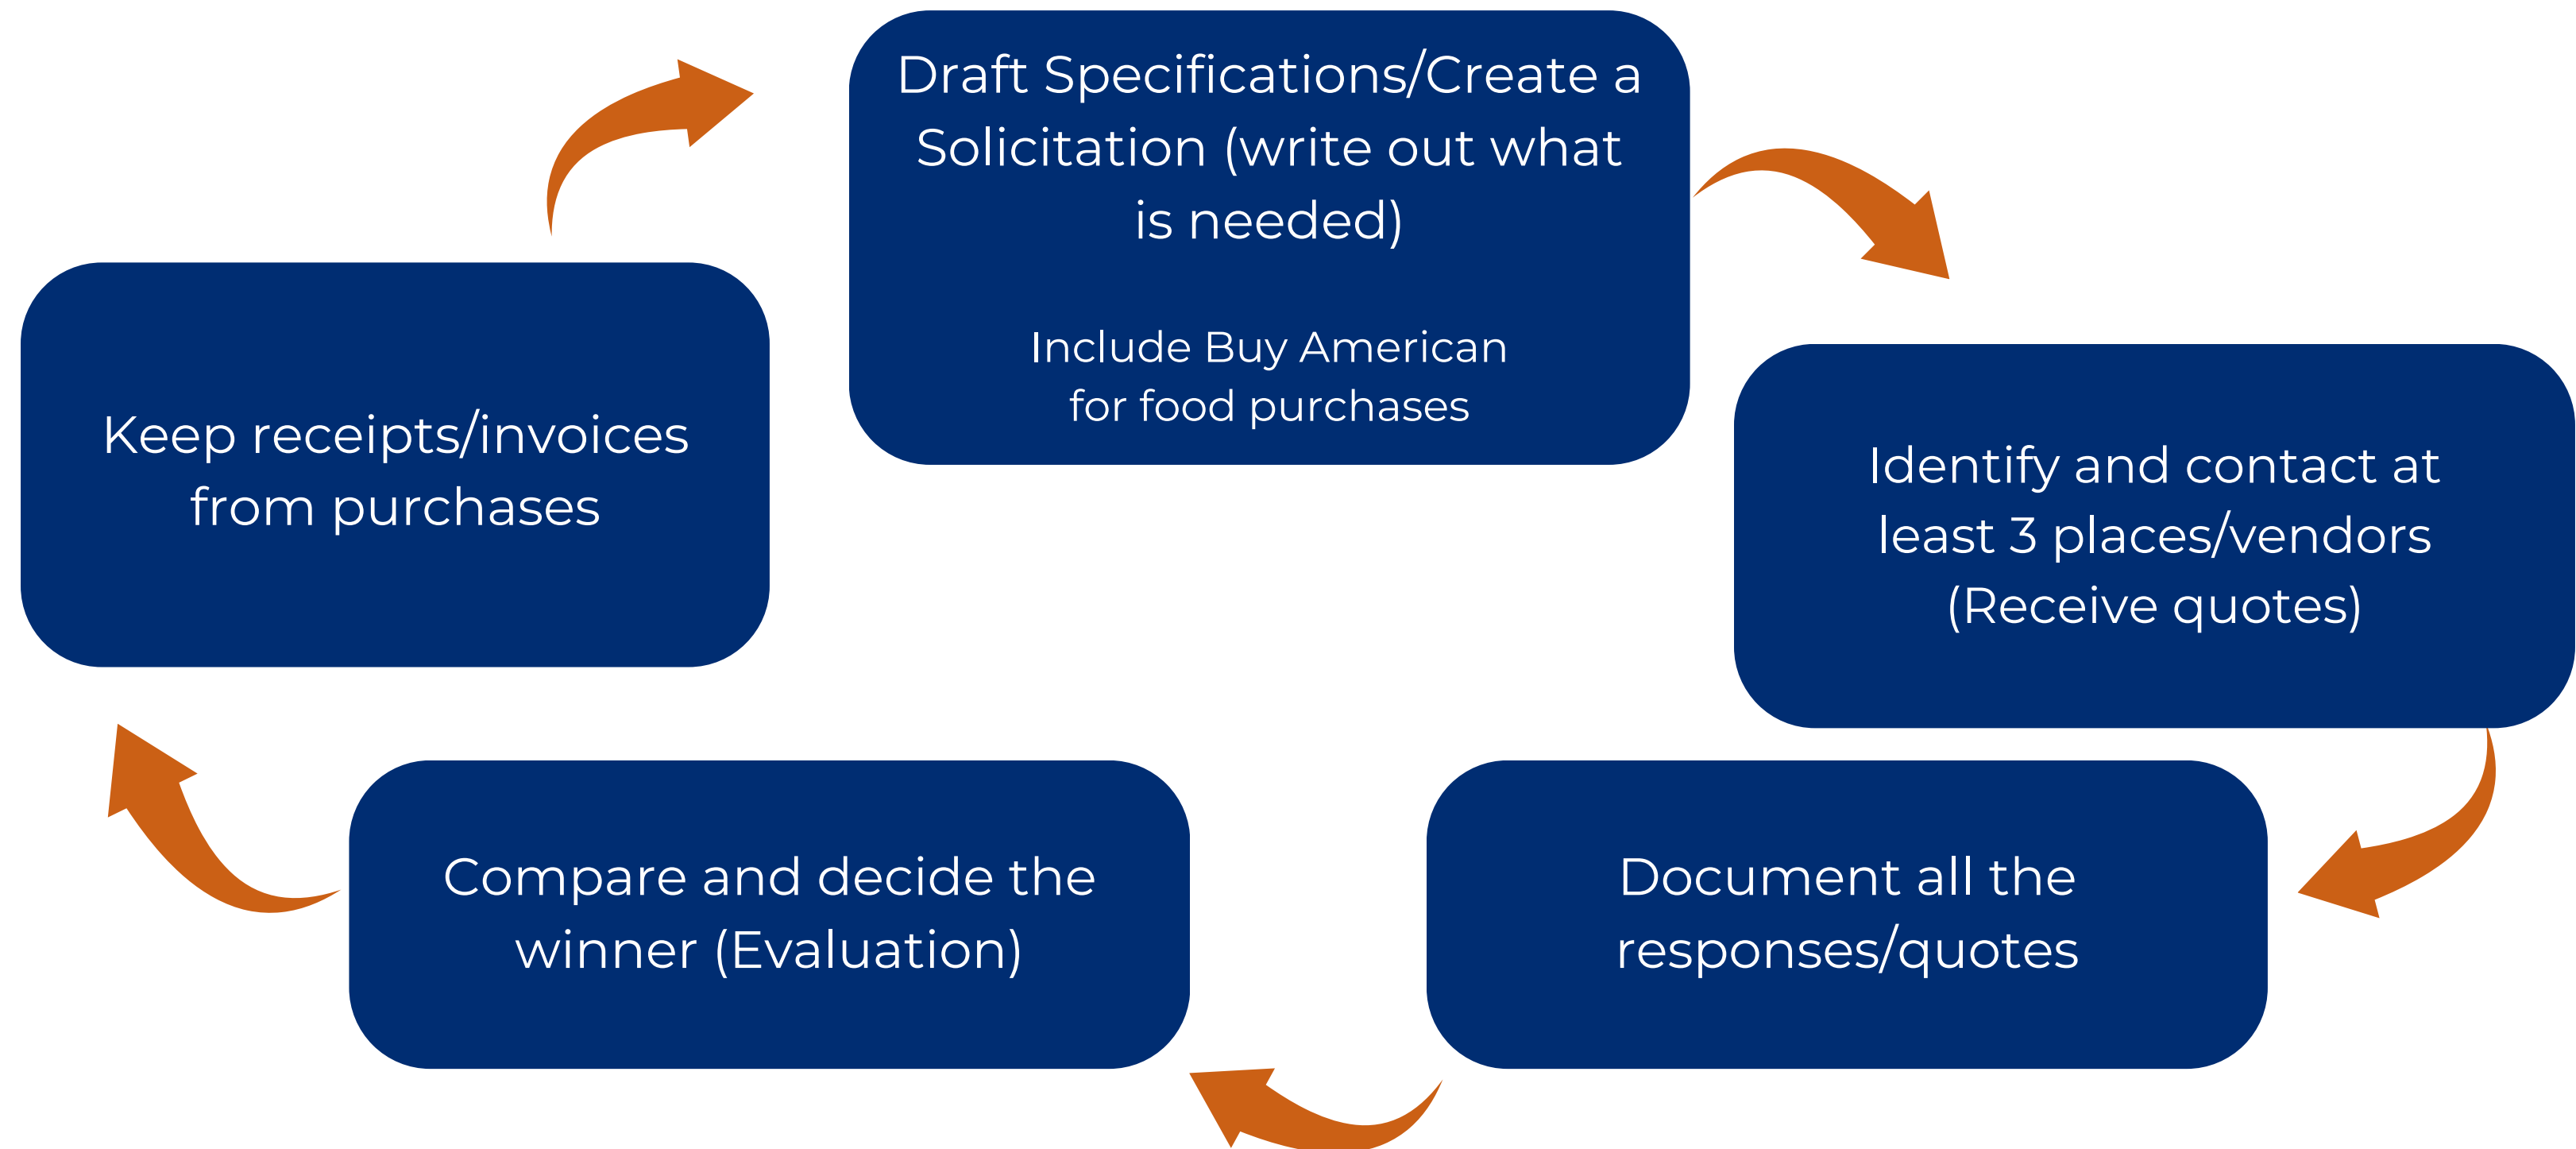 Draft Specifications/Create a
Solicitation (write out what
is needed)
Include Buy American
for food purchases
Identify and contact at
least 3 places/vendors
(Receive quotes)
Document all the
responses/quotes
Compare and decide the
winner (Evaluation)
Keep receipts/invoices
from purchases